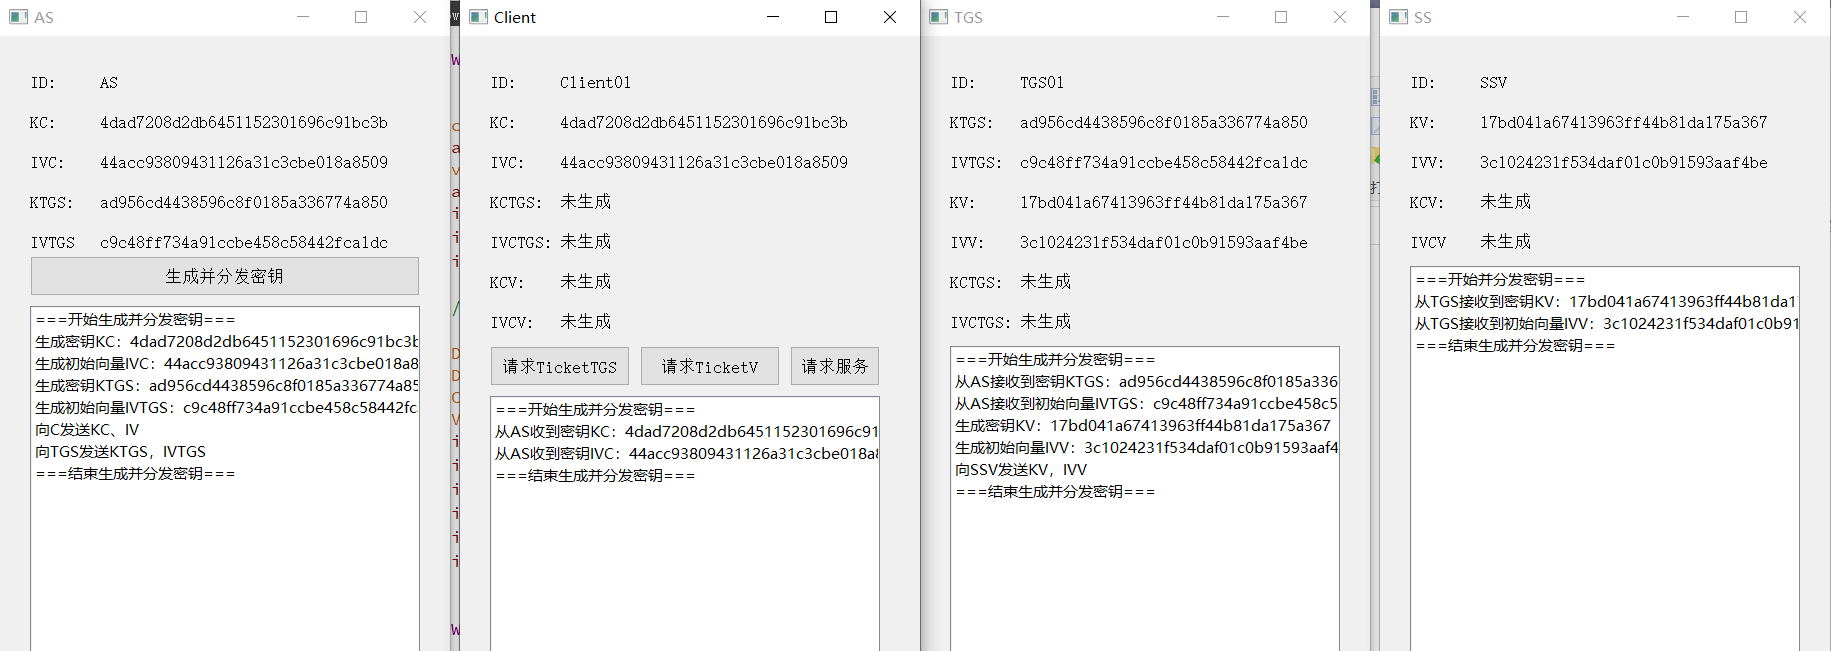 AS
ID: AS
KC: 4dad7208d2db6451152301696c91bc3b
IVC: 44acc93809431126a31c3cbe018a8509
KTGS: ad956cd4438596c8f0185a336774a850
IVTGS c9c48ff734a91ccbe458c58442fca1dc
生成并分发密钥
===开始生成并分发密钥===
生成密钥KC：4dad7208d2db6451152301696c91bc3b
生成初始向量IVC：44acc93809431126a31c3cbe018a8
生成密钥KTGS：ad956cd4438596c8f0185a336774a85
生成初始向量IVTGS：c9c48ff734a91ccbe458c58442fc
向C发送KC、IV
向TGS发送KTGS，IVTGS
===结束生成并分发密钥===
Client
ID: Client01
KC: 4dad7208d2db6451152301696c91bc3b
IVC: 44acc93809431126a31c3cbe018a8509
KCTGS: 未生成
IVCTGS: 未生成
KCV: 未生成
IVCV: 未生成
请求TicketTGS 请求TicketV 请求服务
===开始生成并分发密钥===
从AS收到密钥KC：4dad7208d2db6451152301696c91
从AS收到密钥IVC：44acc93809431126a31c3cbe018a8
===结束生成并分发密钥===
TGS
ID: TGS01
KTGS: ad956cd4438596c8f0185a336774a850
IVTGS: c9c48ff734a91ccbe458c58442fca1dc
KV: 17bd041a67413963ff44b81da175a367
IVV: 3c1024231f534daf01c0b91593aaf4be
KCTGS: 未生成
IVCTGS: 未生成
===开始生成并分发密钥===
从AS接收到密钥KTGS：ad956cd4438596c8f0185a336
从AS接收到初始向量IVTGS：c9c48ff734a91ccbe458c5
生成密钥KV：17bd041a67413963ff44b81da175a367
生成初始向量IVV：3c1024231f534daf01c0b91593aaf4
向SSV发送KV，IVV
===结束生成并分发密钥===
SS
ID: SSV
KV: 17bd041a67413963ff44b81da175a367
IVV: 3c1024231f534daf01c0b91593aaf4be
KCV: 未生成
IVCV 未生成
===开始并分发密钥===
从TGS接收到密钥KV：17bd041a67413963ff44b81da1
从TGS接收到初始向量IVV：3c1024231f534daf01c0b91
===结束生成并分发密钥===